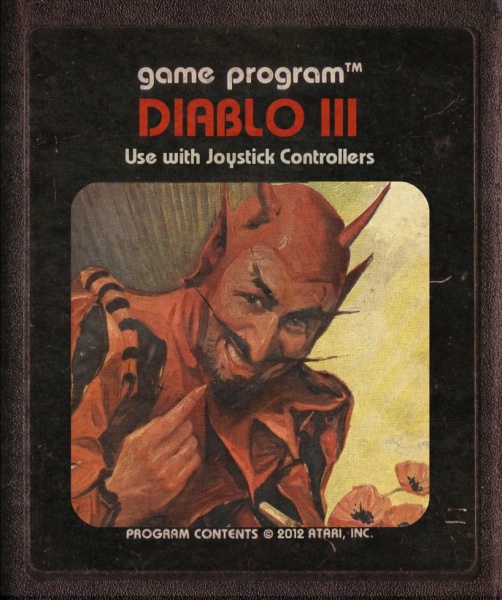 game program™
DIABLO III
Use with Joystick Controllers
PROGRAM CONTENTS © 2012 ATARI, INC.